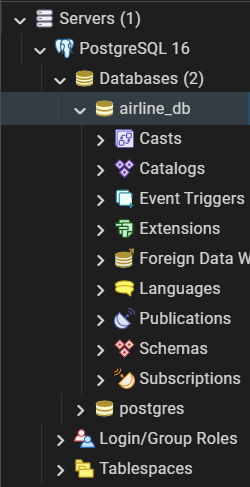 Servers (1)
PostgreSQL 16
Databases (2)
airline_db
Casts
Catalogs
Event Triggers
Extensions
Foreign Data W
Languages
Publications
Schemas
Subscriptions
postgres
Login/Group Roles
Tablespaces